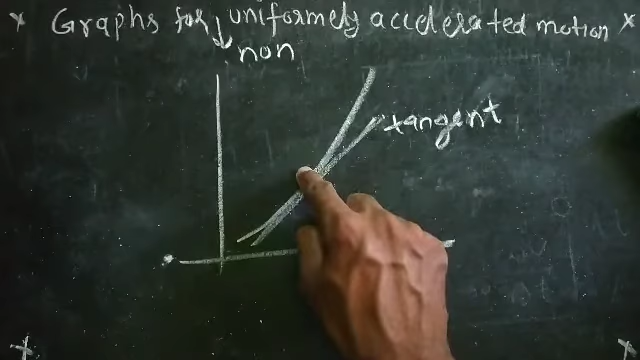 * Graphs for uniformely accelerated motion *
non
tangent